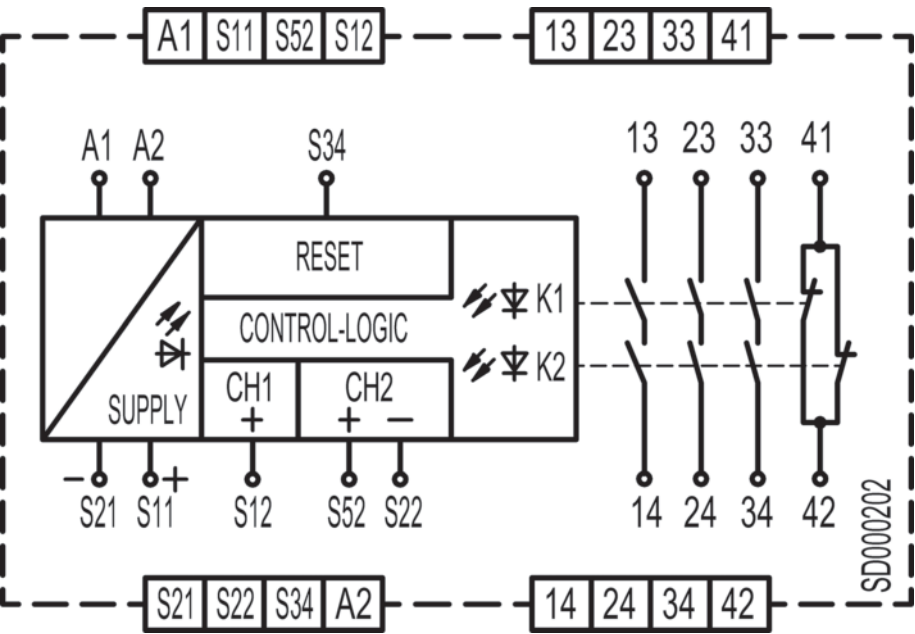 A1 S11 S52 S12 13 23 33 41
A1 A2 S34 13 23 33 41
RESET
K1
CONTROL-LOGIC
K2
CH1 CH2
SUPPLY + + −
− S21 S11 + S12 S52 S22 14 24 34 42
SD000202
S21 S22 S34 A2 14 24 34 42